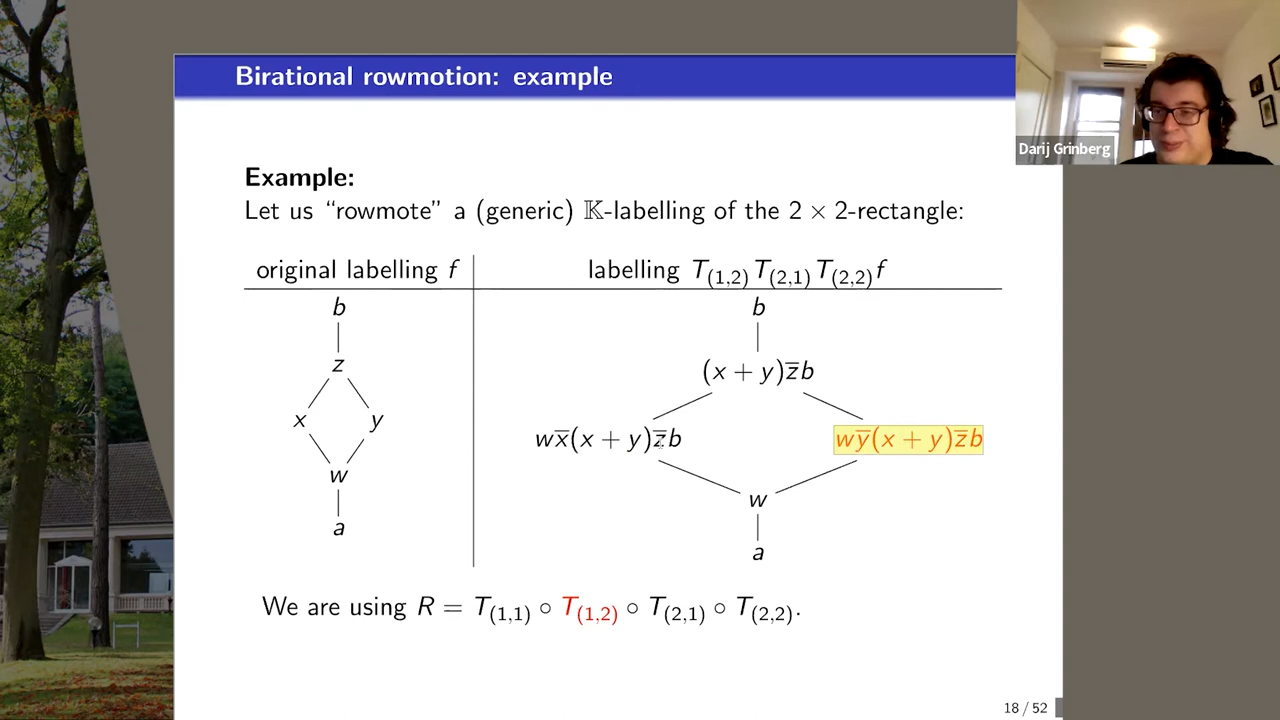 Birational rowmotion: example
Darij Grinberg
Example:
Let us “rowmote” a (generic) 𝕂-labelling of the 2 × 2-rectangle:
original labelling f
labelling T₍₁,₂₎T₍₂,₁₎T₍₂,₂₎f
b
z
x y
w
a
b
(x + y)z̅b
wx̅(x + y)z̅b wy̅(x + y)z̅b
w
a
We are using R = T₍₁,₁₎ ∘ T₍₁,₂₎ ∘ T₍₂,₁₎ ∘ T₍₂,₂₎.
18 / 52